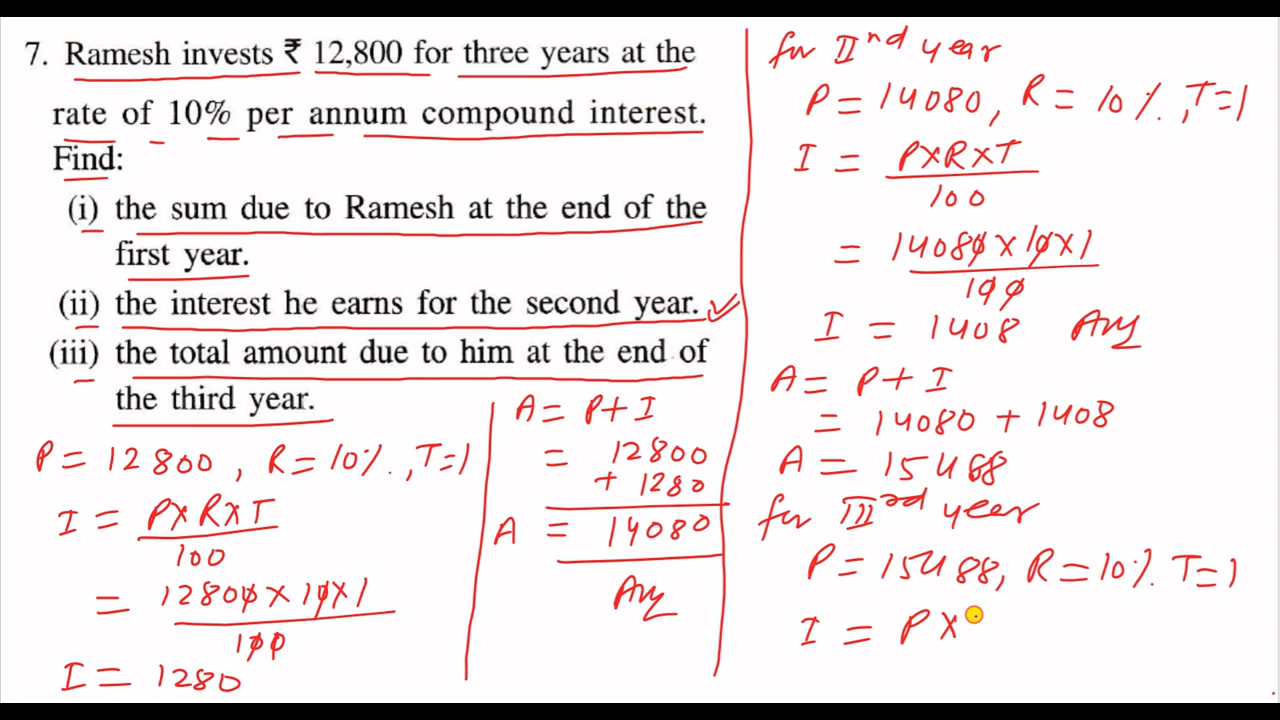 7. Ramesh invests ₹ 12,800 for three years at the
rate of 10% per annum compound interest.
Find:
(i) the sum due to Ramesh at the end of the
first year.
(ii) the interest he earns for the second year.
(iii) the total amount due to him at the end of
the third year.
P = 12800, R = 10%, T=1
I = P×R×T
100
= 12800×10×1
100
I = 1280
A = P+I
= 12800
+ 1280
A = 14080
Ans
for IInd year
P = 14080, R = 10%, T=1
I = P×R×T
100
= 14080×10×1
100
I = 1408 Ans
A = P+I
= 14080 + 1408
A = 15488
for IIIrd year
P = 15488, R = 10% T=1
I = P×